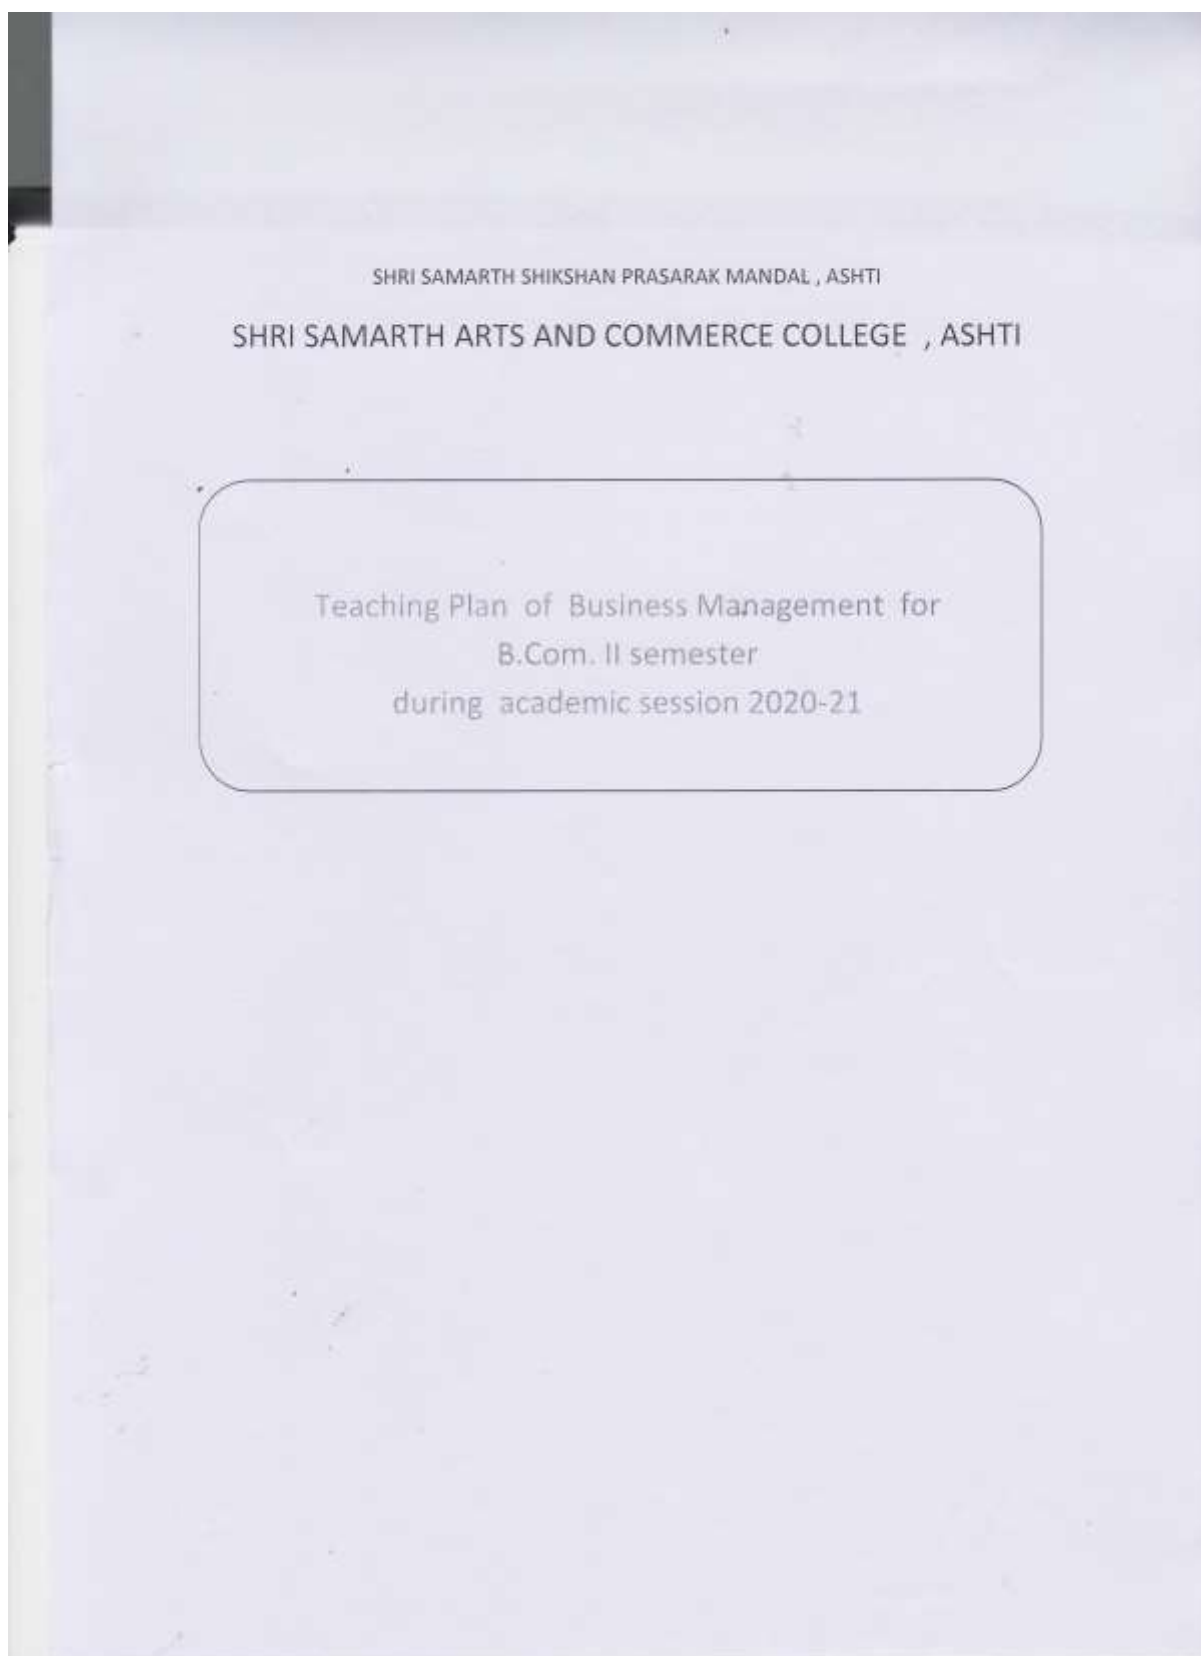 SHRI SAMARTH SHIKSHAN PRASARAK MANDAL , ASHTI
SHRI SAMARTH ARTS AND COMMERCE COLLEGE , ASHTI
Teaching Plan of Business Management for
B.Com. II semester
during academic session 2020-21